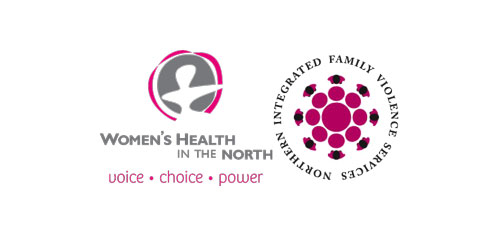 WOMEN'S HEALTH
IN THE NORTH
voice • choice • power
NORTHERN INTEGRATED FAMILY VIOLENCE SERVICES